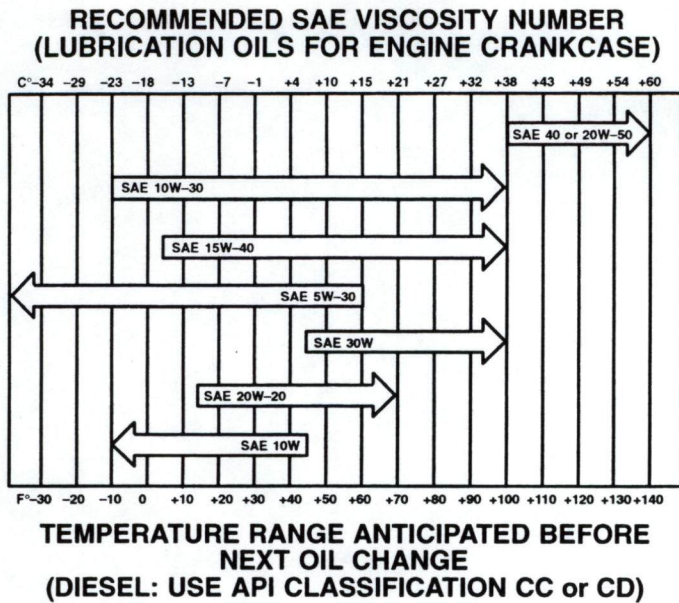 RECOMMENDED SAE VISCOSITY NUMBER
(LUBRICATION OILS FOR ENGINE CRANKCASE)
C°–34 –29 –23 –18 –13 –7 –1 +4 +10 +15 +21 +27 +32 +38 +43 +49 +54 +60
SAE 40 or 20W–50
SAE 10W–30
SAE 15W–40
SAE 5W–30
SAE 30W
SAE 20W–20
SAE 10W
F°–30 –20 –10 0 +10 +20 +30 +40 +50 +60 +70 +80 +90 +100 +110 +120 +130 +140
TEMPERATURE RANGE ANTICIPATED BEFORE
NEXT OIL CHANGE
(DIESEL: USE API CLASSIFICATION CC or CD)